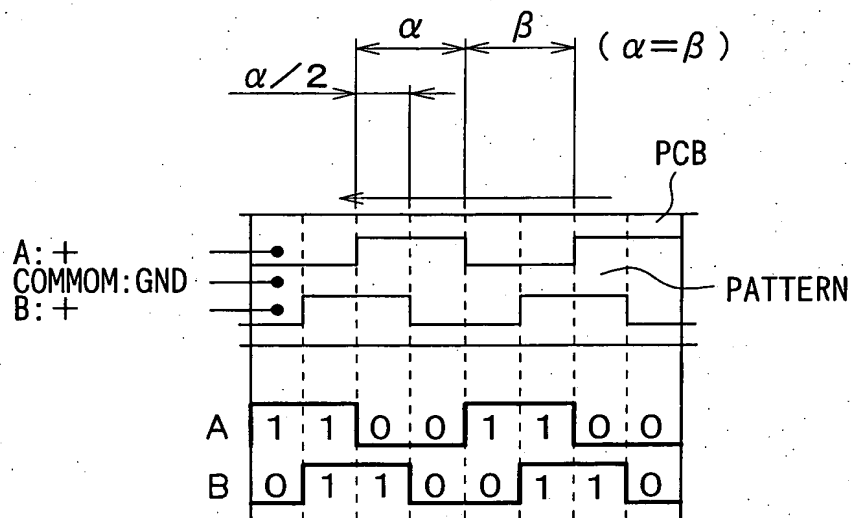 α β (α=β)
α/2
PCB
A:+
COMMOM:GND
PATTERN
B:+
A 1 1 0 0 1 1 0 0
B 0 1 1 0 0 1 1 0